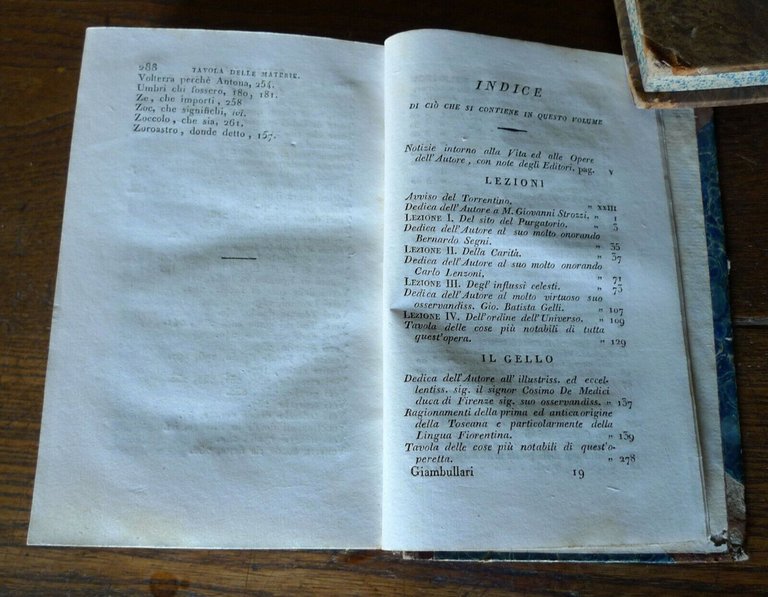 288 TAVOLA DELLE MATERIE.
Volterra perchè Antona, 254.
Umbri chi fossero, 180, 181.
Ze, che importi, 258
Zoc, che significhi, ivi.
Zoccolo, che sia, 261.
Zoroastro, donde detto, 157.
INDICE
DI CIÒ CHE SI CONTIENE IN QUESTO VOLUME
Notizie intorno alla Vita ed alle Opere
dell'Autore, con note degli Editori, pag. V
LEZIONI
Avviso del Torrentino. " XXIII
Dedica dell'Autore a M. Giovanni Strozzi, " 1
LEZIONE I. Del sito del Purgatorio. " 3
Dedica dell'Autore al suo molto onorando
Bernardo Segni. " 35
LEZIONE II. Della Carità. " 37
Dedica dell'Autore al suo molto onorando
Carlo Lenzoni. " 71
LEZIONE III. Degl'influssi celesti. " 73
Dedica dell'Autore al molto virtuoso suo
osservandiss. Gio. Batista Gelli. " 107
LEZIONE IV. Dell'ordine dell'Universo. " 109
Tavola delle cose più notabili di tutta
quest'opera. " 129
IL GELLO
Dedica dell'Autore all'illustriss. ed eccel-
lentiss. sig. il signor Cosimo De Medici
duca di Firenze sig. suo osservandiss. " 137
Ragionamenti della prima ed antica origine
della Toscana e particolarmente della
Lingua Fiorentina. " 139
Tavola delle cose più notabili di quest'o-
peretta. " 278
Giambullari 19